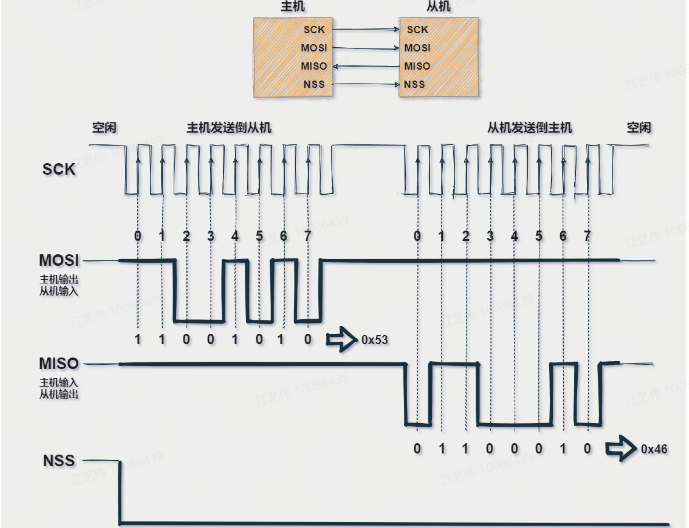 主机 从机
SCK SCK
MOSI MOSI
MISO MISO
NSS NSS
空闲 主机发送倒从机 从机发送倒主机 空闲
SCK
0 1 2 3 4 5 6 7 0 1 2 3 4 5 6 7
MOSI
主机输出
从机输入
1 1 0 0 1 0 1 0 0x53
MISO
主机输入
从机输出
0 1 1 0 0 0 1 0 0x46
NSS
江艺伟 10086439